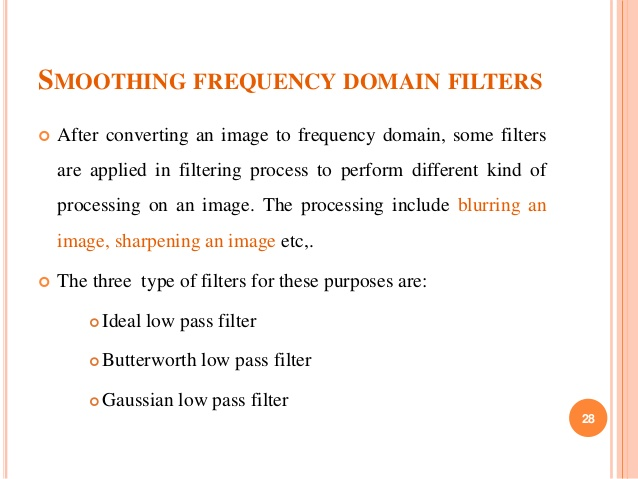 SMOOTHING FREQUENCY DOMAIN FILTERS
After converting an image to frequency domain, some filters
are applied in filtering process to perform different kind of
processing on an image. The processing include blurring an
image, sharpening an image etc,.
The three type of filters for these purposes are:
Ideal low pass filter
Butterworth low pass filter
Gaussian low pass filter
28